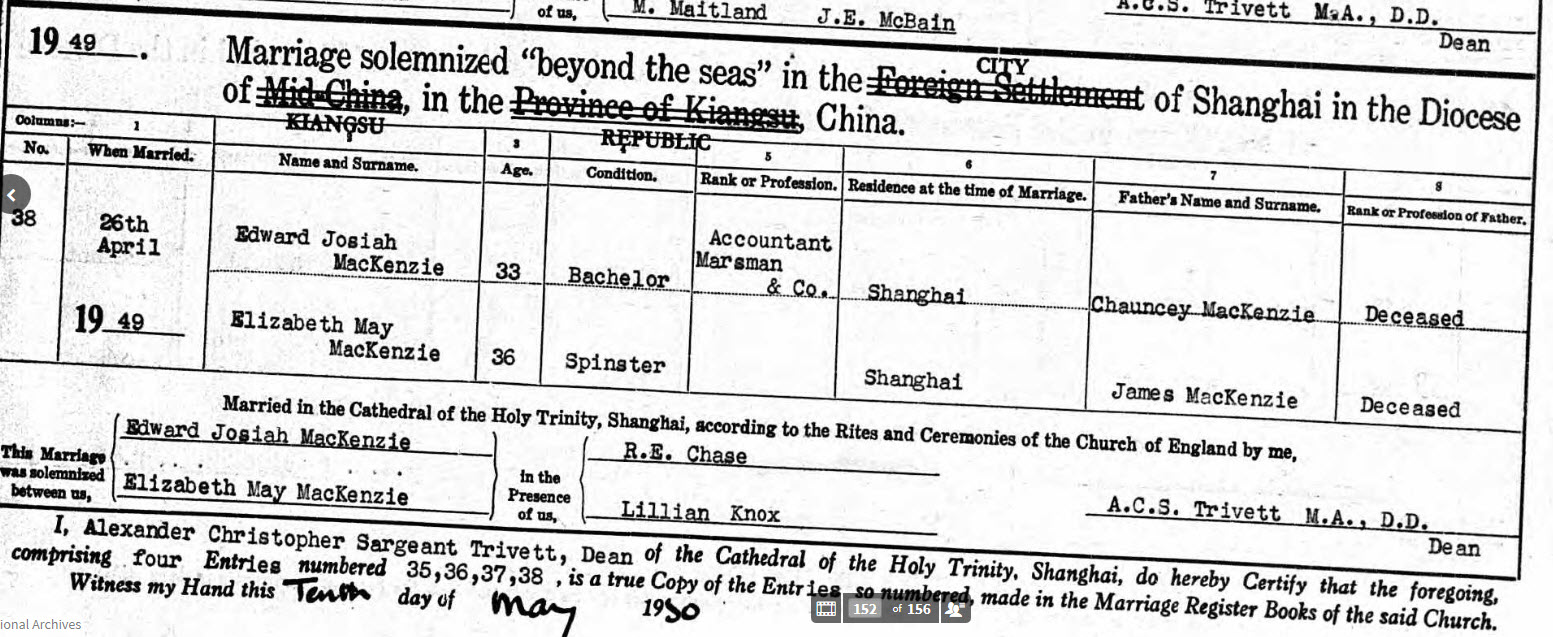 of us, M. Maitland J.E. McBain A.C.S. Trivett M.A., D.D.
Dean
19 49. Marriage solemnized “beyond the seas” in the Foreign Settlement CITY of Shanghai in the Diocese
of Mid-China, KIANGSU in the Province of Kiangsu, REPUBLIC China.
Columns:— 1 3 4 5 6 7 8
No. When Married. Name and Surname. Age. Condition. Rank or Profession. Residence at the time of Marriage. Father's Name and Surname. Rank or Profession of Father.
38 26th Edward Josiah Accountant
April MacKenzie 33 Bachelor Marsman
& Co. Shanghai Chauncey MacKenzie Deceased
19 49 Elizabeth May
MacKenzie 36 Spinster Shanghai James MacKenzie Deceased
Married in the Cathedral of the Holy Trinity, Shanghai, according to the Rites and Ceremonies of the Church of England by me,
This Marriage was solemnized between us,
Edward Josiah MacKenzie
Elizabeth May MacKenzie
in the Presence of us,
R.E. Chase
Lillian Knox
A.C.S. Trivett M.A., D.D.
Dean
I, Alexander Christopher Sargeant Trivett, Dean of the Cathedral of the Holy Trinity, Shanghai, do hereby Certify that the foregoing,
comprising four Entries numbered 35,36,37,38 , is a true Copy of the Entries so numbered, made in the Marriage Register Books of the said Church.
Witness my Hand this Tenth day of May 1950
152 of 156
ional Archives